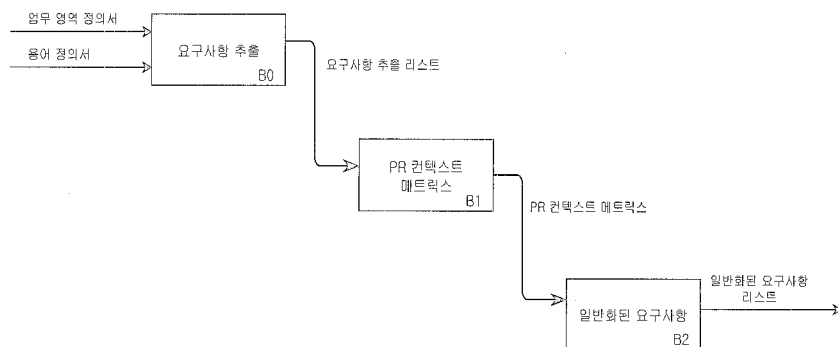 업무 영역 정의서
용어 정의서
요구사항 추출
B0
요구사항 추출 리스트
PR 컨텍스트
매트릭스
B1
PR 컨텍스트 메트릭스
일반화된 요구사항
B2
일반화된 요구사항
리스트